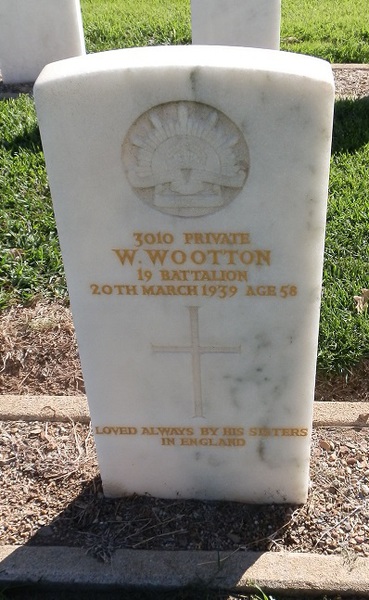 3010 PRIVATE
W. WOOTTON
19 BATTALION
20TH MARCH 1939 AGE 58
LOVED ALWAYS BY HIS SISTERS
IN ENGLAND